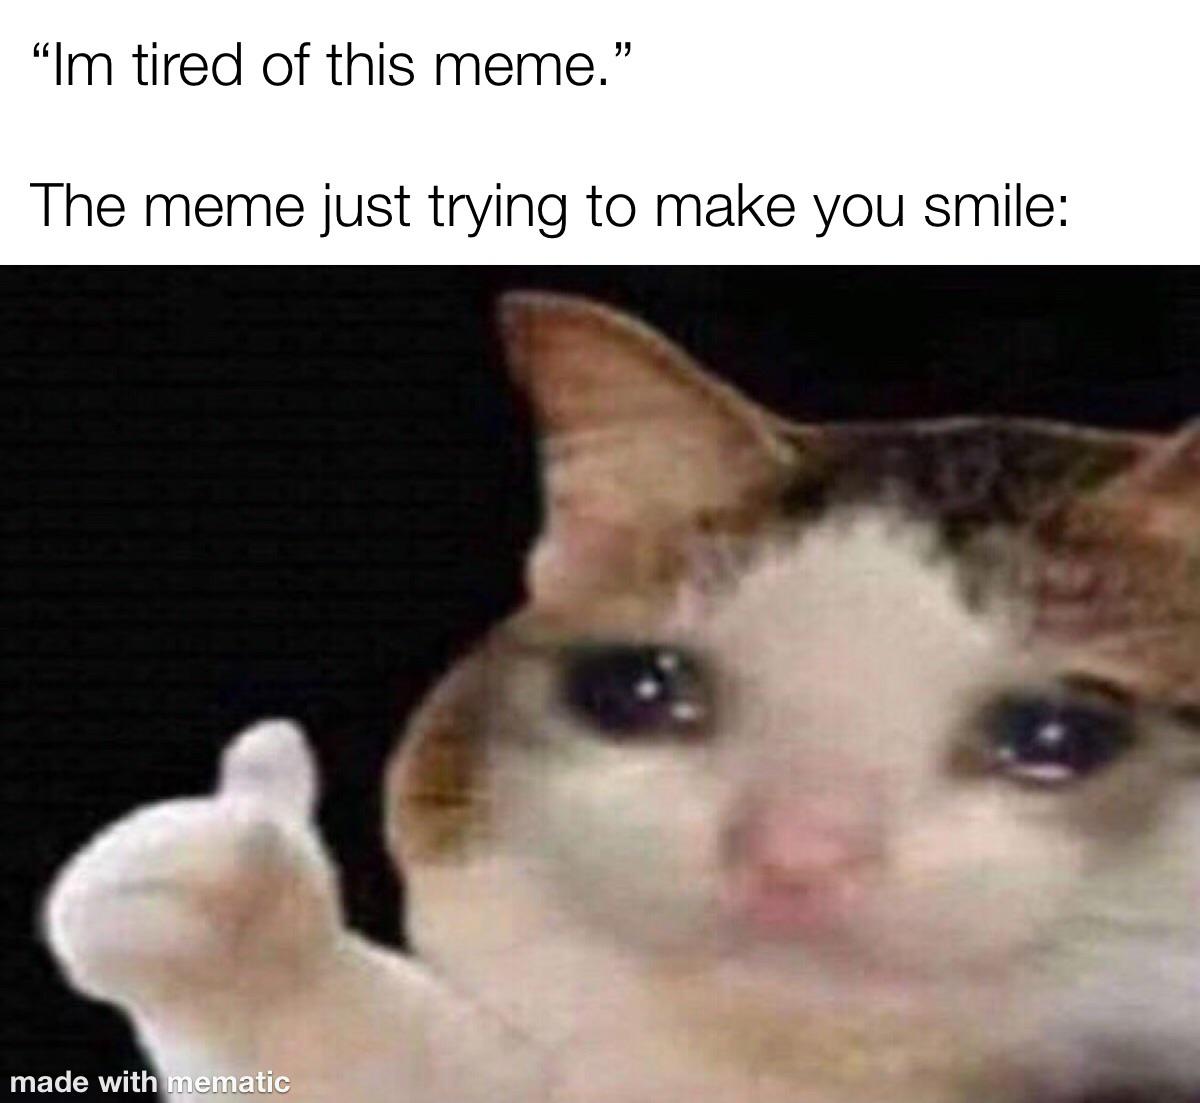 “Im tired of this meme.”
The meme just trying to make you smile:
made with mematic